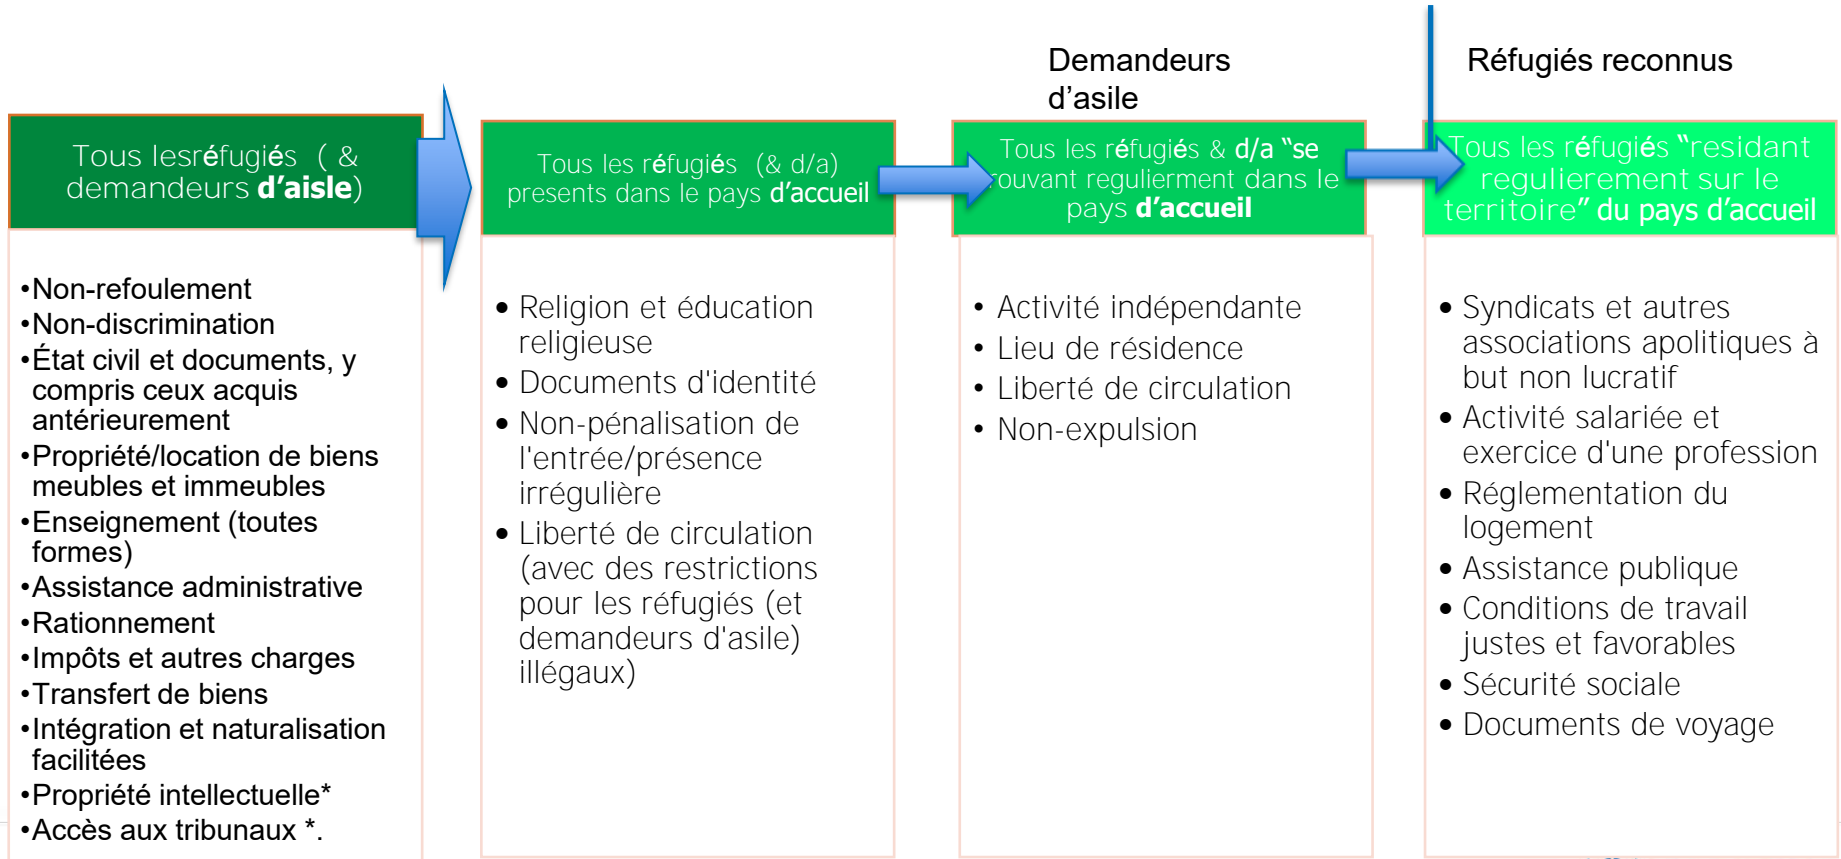 Demandeurs
d'asile
Réfugiés reconnus
Tous lesréfugiés ( &
demandeurs d'aisle)
•Non-refoulement
•Non-discrimination
•État civil et documents, y
compris ceux acquis
antérieurement
•Propriété/location de biens
meubles et immeubles
•Enseignement (toutes
formes)
•Assistance administrative
•Rationnement
•Impôts et autres charges
•Transfert de biens
•Intégration et naturalisation
facilitées
•Propriété intellectuelle*
•Accès aux tribunaux *.
Tous les réfugiés (& d/a)
presents dans le pays d'accueil
• Religion et éducation
religieuse
• Documents d'identité
• Non-pénalisation de
l'entrée/présence
irrégulière
• Liberté de circulation
(avec des restrictions
pour les réfugiés (et
demandeurs d'asile)
illégaux)
Tous les réfugiés & d/a "se
rouvant regulierment dans le
pays d'accueil
• Activité indépendante
• Lieu de résidence
• Liberté de circulation
• Non-expulsion
Tous les réfugiés "residant
regulierement sur le
territoire" du pays d'accueil
• Syndicats et autres
associations apolitiques à
but non lucratif
• Activité salariée et
exercice d'une profession
• Réglementation du
logement
• Assistance publique
• Conditions de travail
justes et favorables
• Sécurité sociale
• Documents de voyage